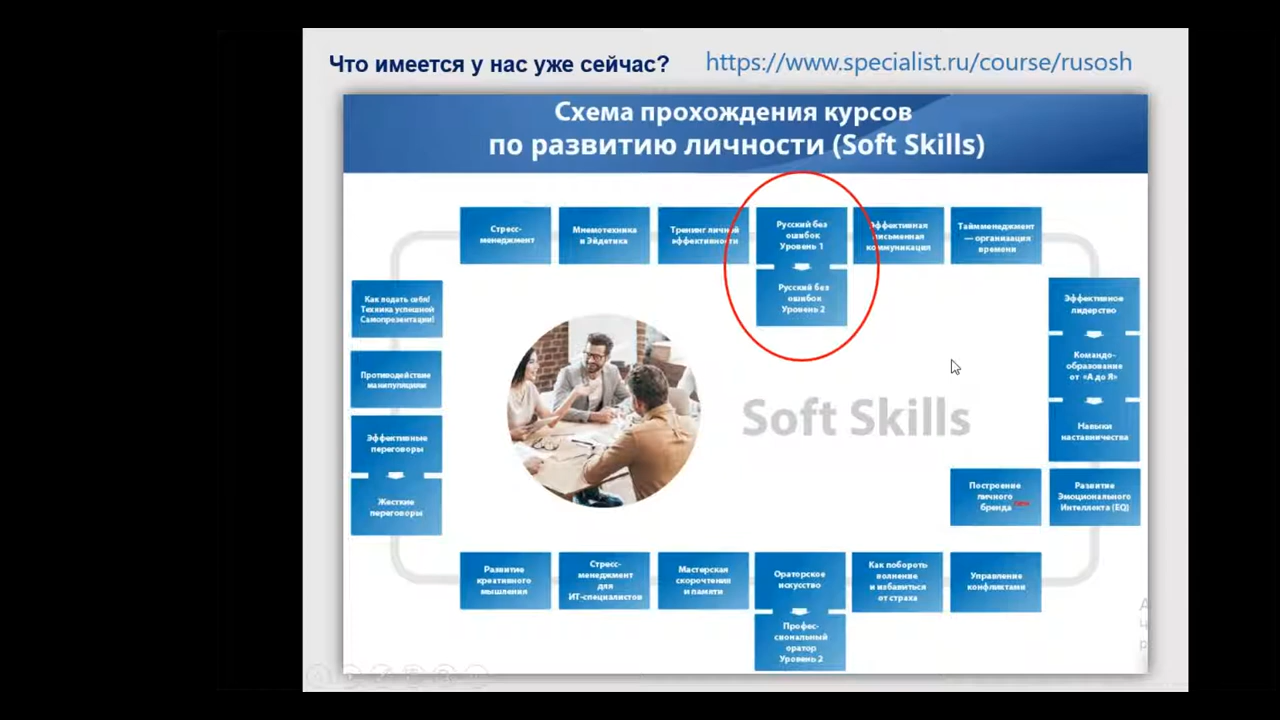 Что имеется у нас уже сейчас?
https://www.specialist.ru/course/rusosh
Схема прохождения курсов
по развитию личности (Soft Skills)
Стресс-
менеджмент
Мнемотехника
и Эйдетика
Тренинг личной
эффективности
Русский без
ошибок
Уровень 1
Эффективная
письменная
коммуникация
Таймменеджмент
— организация
времени
Русский без
ошибок
Уровень 2
Как подать себя!
Техника успешной
Самопрезентации!
Противодействие
манипуляциям
Эффективные
переговоры
Жесткие
переговоры
Эффективное
лидерство
Командо-
образование
от «А до Я»
Навыки
наставничества
Soft Skills
Построение
личного
бренда
Развитие
Эмоционального
Интеллекта (EQ)
Развитие
креативного
мышления
Стресс-
менеджмент
для
ИТ-специалистов
Мастерская
скорочтения
и памяти
Ораторское
искусство
Как побороть
волнение
и избавиться
от страха
Управление
конфликтами
Профес-
сиональный
оратор
Уровень 2